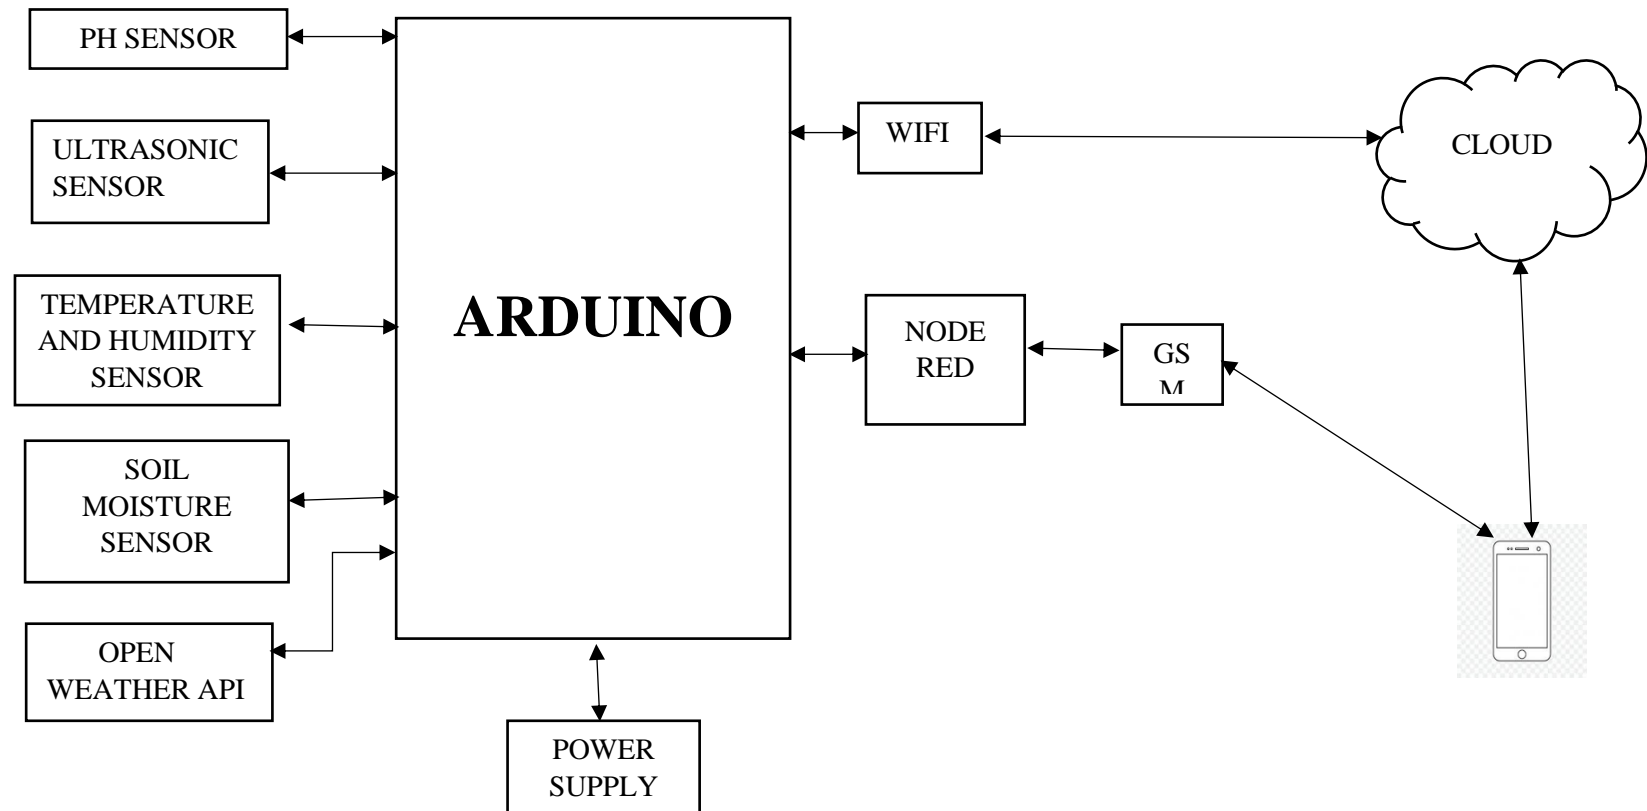 PH SENSOR
ULTRASONIC
SENSOR
TEMPERATURE
AND HUMIDITY
SENSOR
SOIL
MOISTURE
SENSOR
OPEN
WEATHER API
ARDUINO
POWER
SUPPLY
WIFI
NODE
RED
GS
M
CLOUD